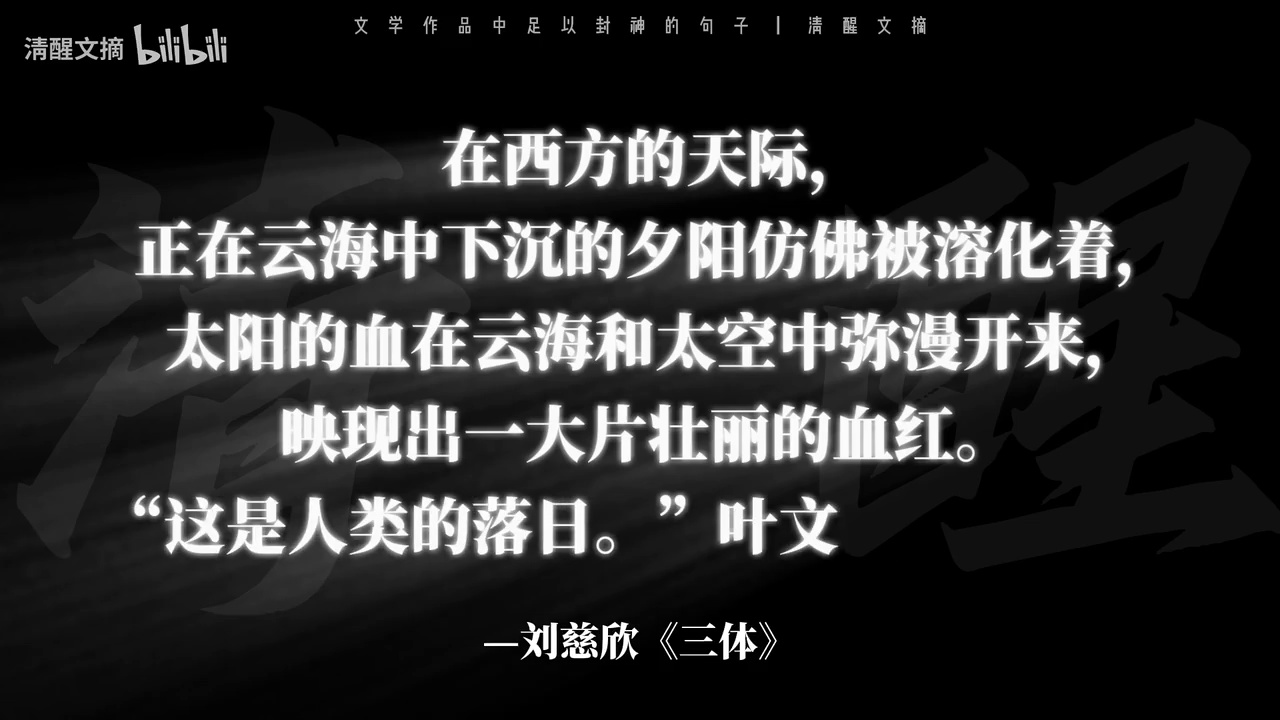 文学作品中足以封神的句子 | 清醒文摘
清醒文摘 bilibili
清醒
在西方的天际,
正在云海中下沉的夕阳仿佛被溶化着,
太阳的血在云海和太空中弥漫开来,
映现出一大片壮丽的血红。
“这是人类的落日。”叶文
—刘慈欣《三体》